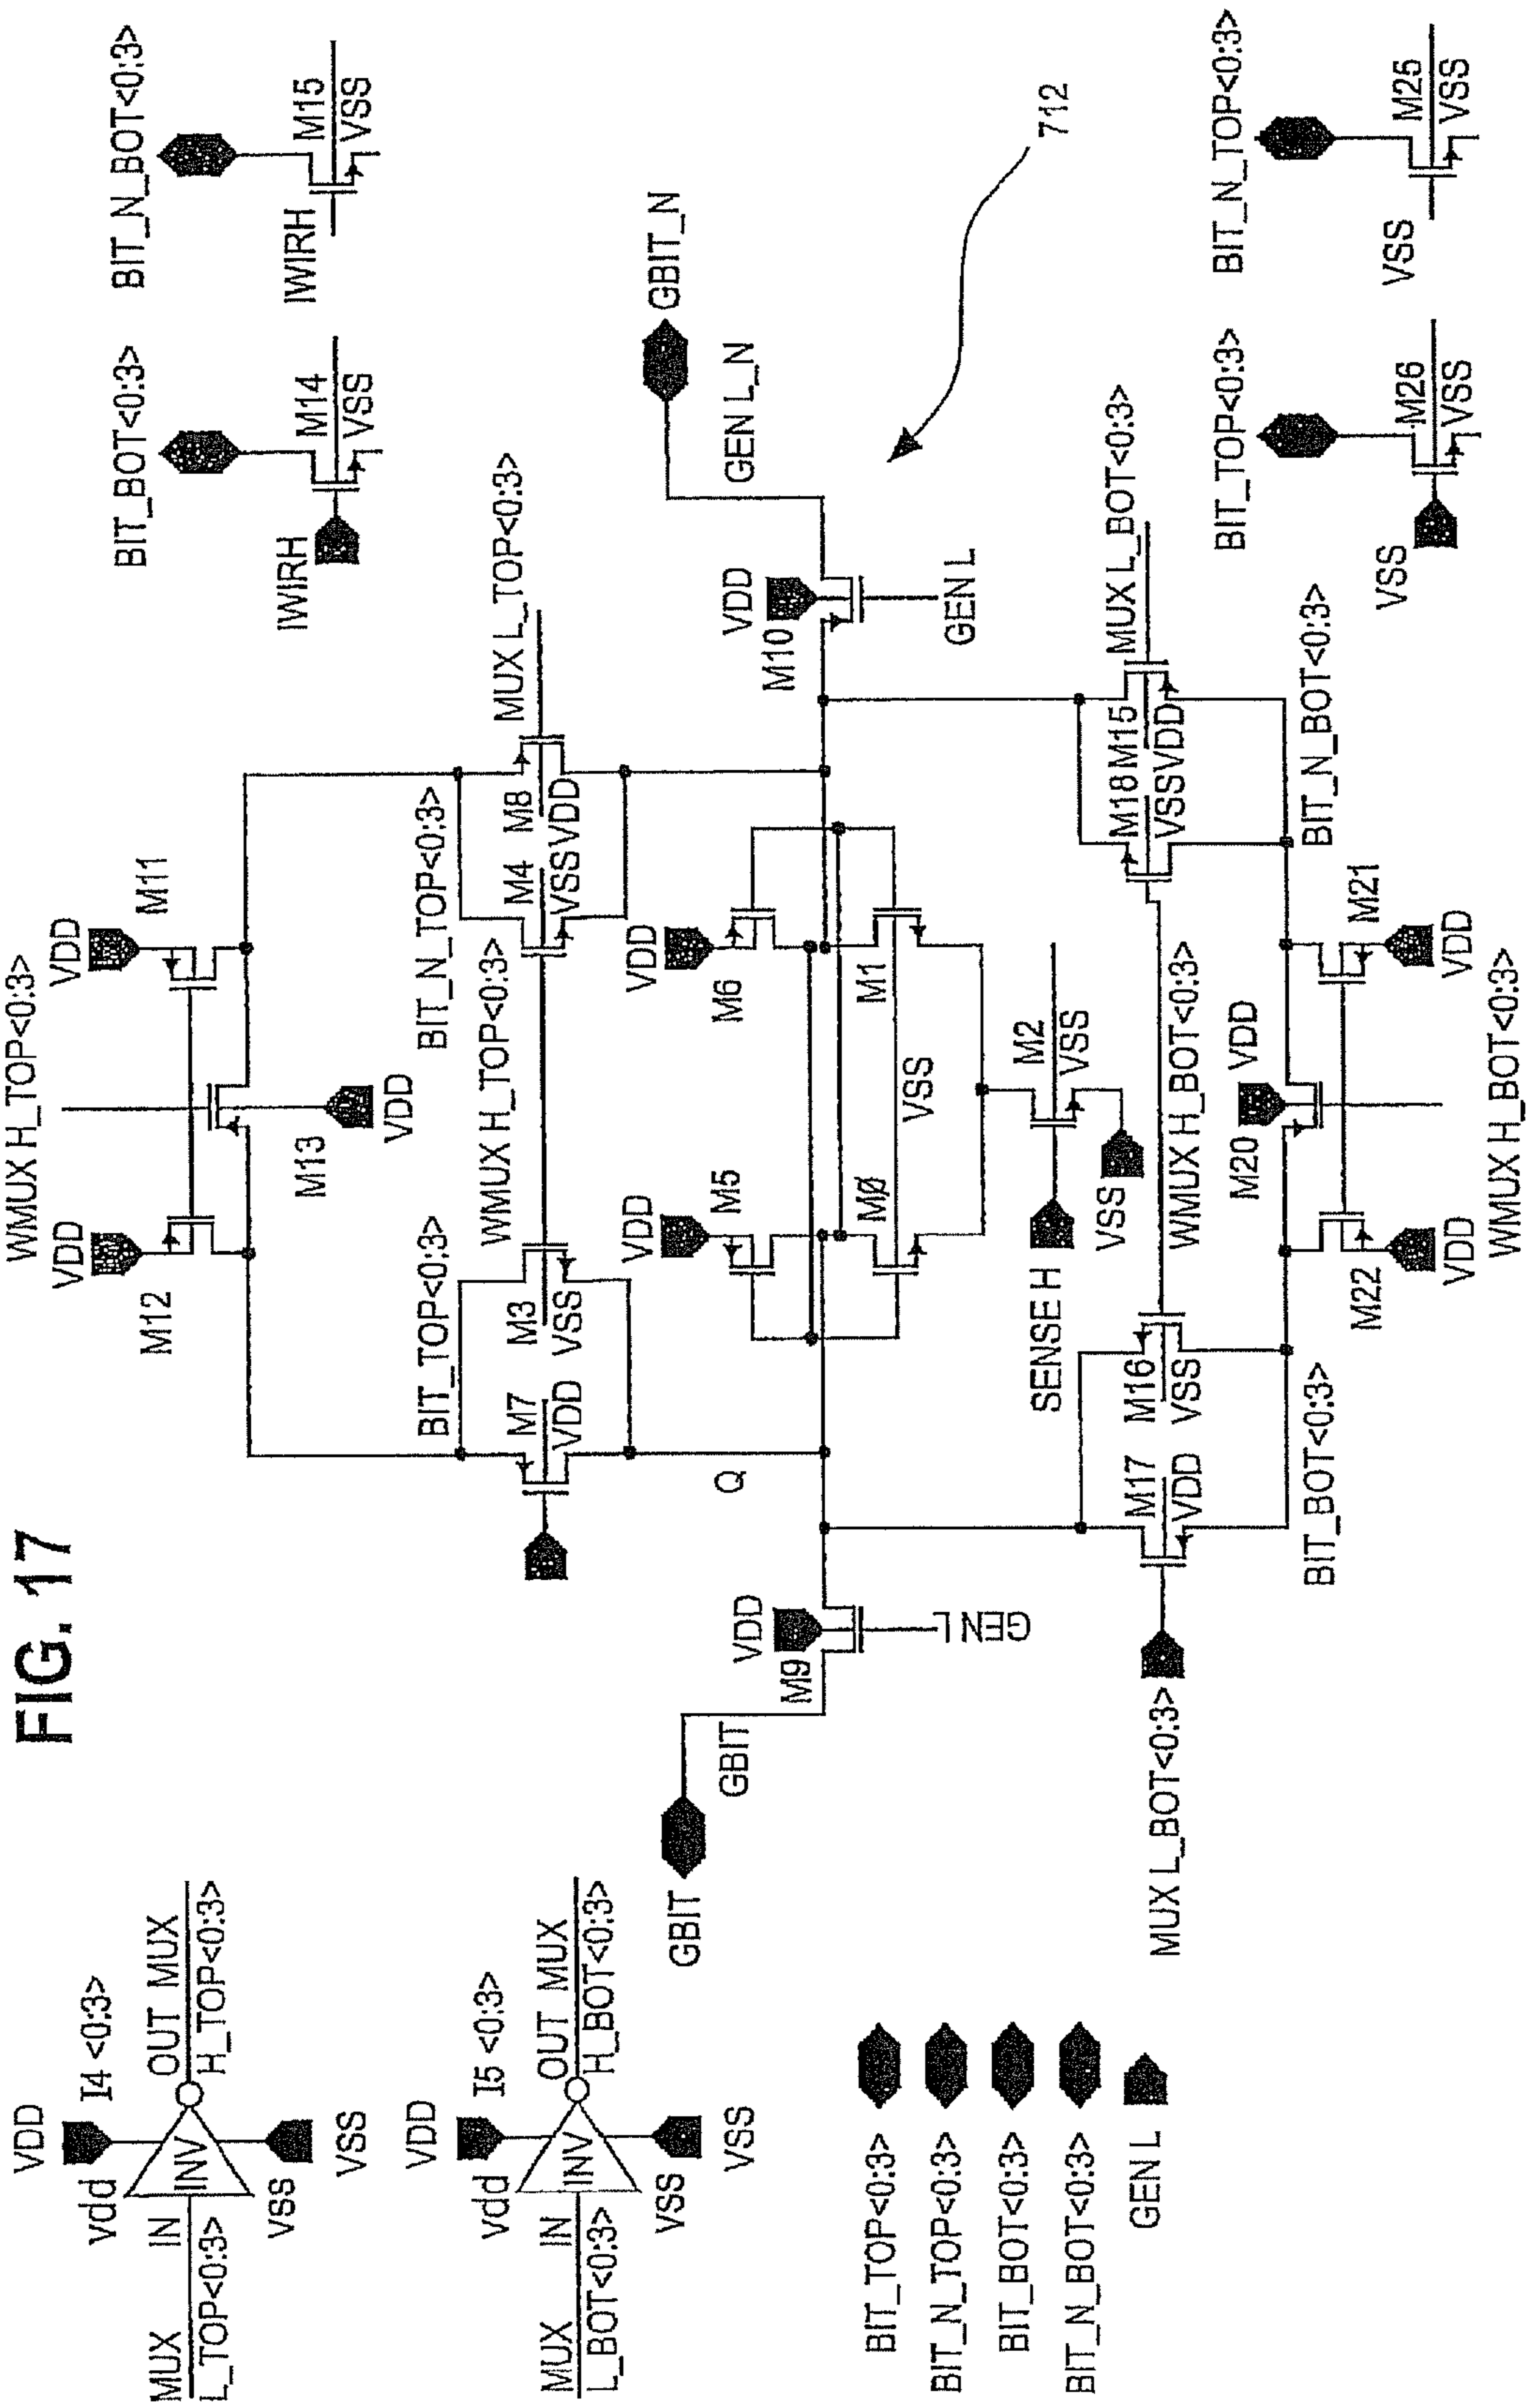 FIG. 17
VDD
I4 <0:3>
vdd
MUX
IN
INV
OUT MUX
L_TOP<0:3>
H_TOP<0:3>
vss
VSS
VDD
I5 <0:3>
vdd
MUX
IN
INV
OUT MUX
L_BOT<0:3>
H_BOT<0:3>
VSS
VSS
BIT_TOP<0:3>
BIT_N_TOP<0:3>
BIT_BOT<0:3>
BIT_N_BOT<0:3>
GEN L
WMUX H_TOP<0:3>
VDD
VDD
M12
M11
M13
VDD
BIT_TOP<0:3>
BIT_N_TOP<0:3>
WMUX H_TOP<0:3>
MUX L_TOP<0:3>
M7
VDD
M3
VSS
M4
VSS
M8
VDD
Q
GBIT
GBIT
M9
VDD
GEN L
VDD
M5
VDD
M6
MØ
M1
VSS
SENSE H
M2
VSS
VSS
M10
VDD
GEN L
GEN L_N
GBIT_N
712
MUX L_BOT<0:3>
M17
VDD
M16
VSS
WMUX H_BOT<0:3>
M18
VSS
M15
VDD
MUX L_BOT<0:3>
BIT_BOT<0:3>
BIT_N_BOT<0:3>
M20
VDD
M22
VDD
M21
VDD
WMUX H_BOT<0:3>
BIT_BOT<0:3>
IWIRH
M14
VSS
BIT_N_BOT<0:3>
IWIRH
M15
VSS
BIT_TOP<0:3>
VSS
M26
VSS
BIT_N_TOP<0:3>
VSS
M25
VSS